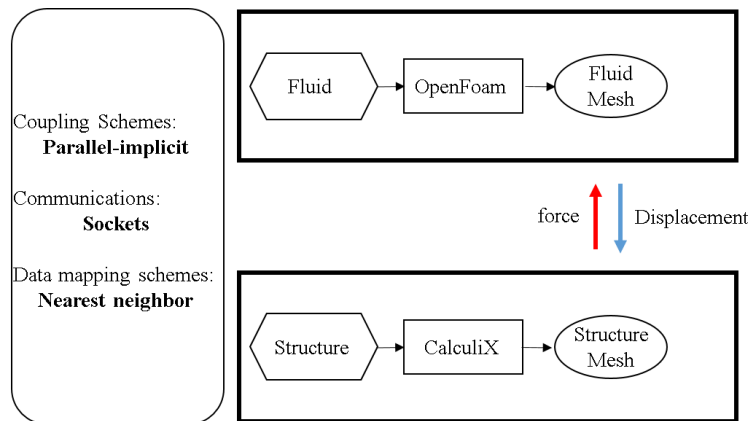 Coupling Schemes:
Parallel-implicit
Communications:
Sockets
Data mapping schemes:
Nearest neighbor
Fluid
OpenFoam
Fluid
Mesh
force
Displacement
Structure
CalculiX
Structure
Mesh